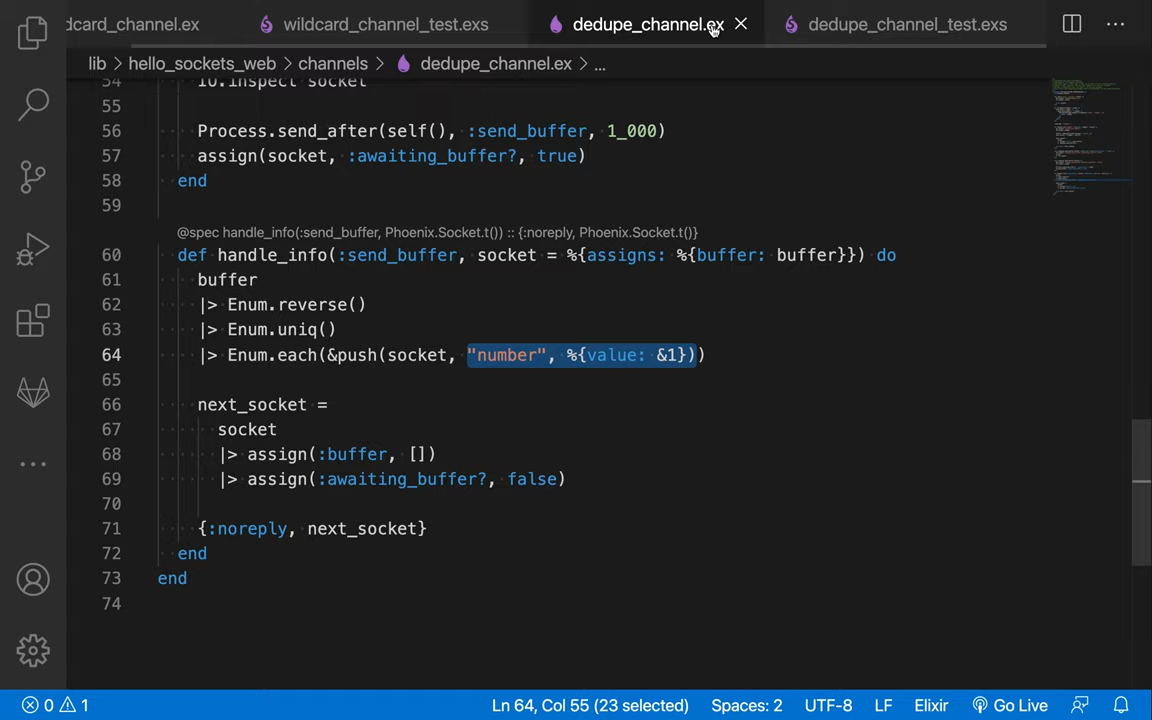 dcard_channel.ex wildcard_channel_test.exs dedupe_channel.ex dedupe_channel_test.exs
lib > hello_sockets_web > channels > dedupe_channel.ex > ...
54 IO.inspect socket
55
56 Process.send_after(self(), :send_buffer, 1_000)
57 assign(socket, :awaiting_buffer?, true)
58 end
59
@spec handle_info(:send_buffer, Phoenix.Socket.t()) :: {:noreply, Phoenix.Socket.t()}
60 def handle_info(:send_buffer, socket = %{assigns: %{buffer: buffer}}) do
61 buffer
62 |> Enum.reverse()
63 |> Enum.uniq()
64 |> Enum.each(&push(socket, "number", %{value: &1}))
65
66 next_socket =
67 socket
68 |> assign(:buffer, [])
69 |> assign(:awaiting_buffer?, false)
70
71 {:noreply, next_socket}
72 end
73 end
74
0 1 Ln 64, Col 55 (23 selected) Spaces: 2 UTF-8 LF Elixir Go Live